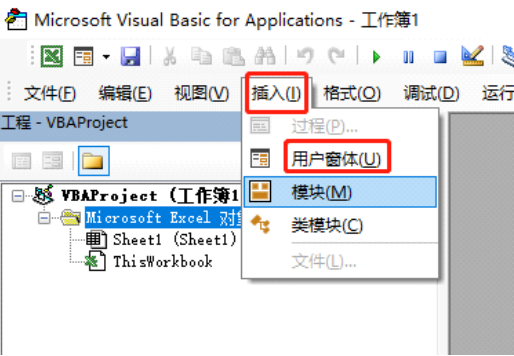 Microsoft Visual Basic for Applications - 工作簿1
文件(F) 编辑(E) 视图(V) 插入(I) 格式(O) 调试(D) 运行
工程 - VBAProject
过程(P)...
用户窗体(U)
模块(M)
类模块(C)
文件(L)...
VBAProject (工作簿1
Microsoft Excel 对
Sheet1 (Sheet1)
ThisWorkbook